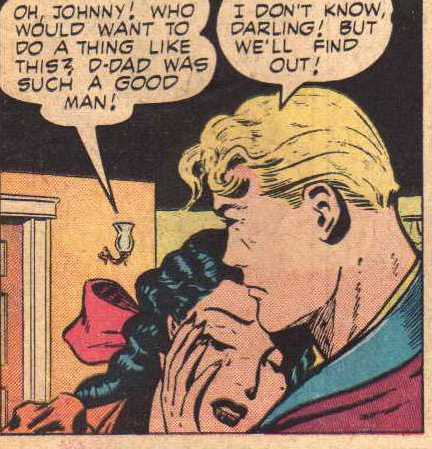 OH, JOHNNY! WHO
WOULD WANT TO
DO A THING LIKE
THIS? D-DAD WAS
SUCH A GOOD
MAN!
I DON'T KNOW,
DARLING! BUT
WE'LL FIND
OUT!